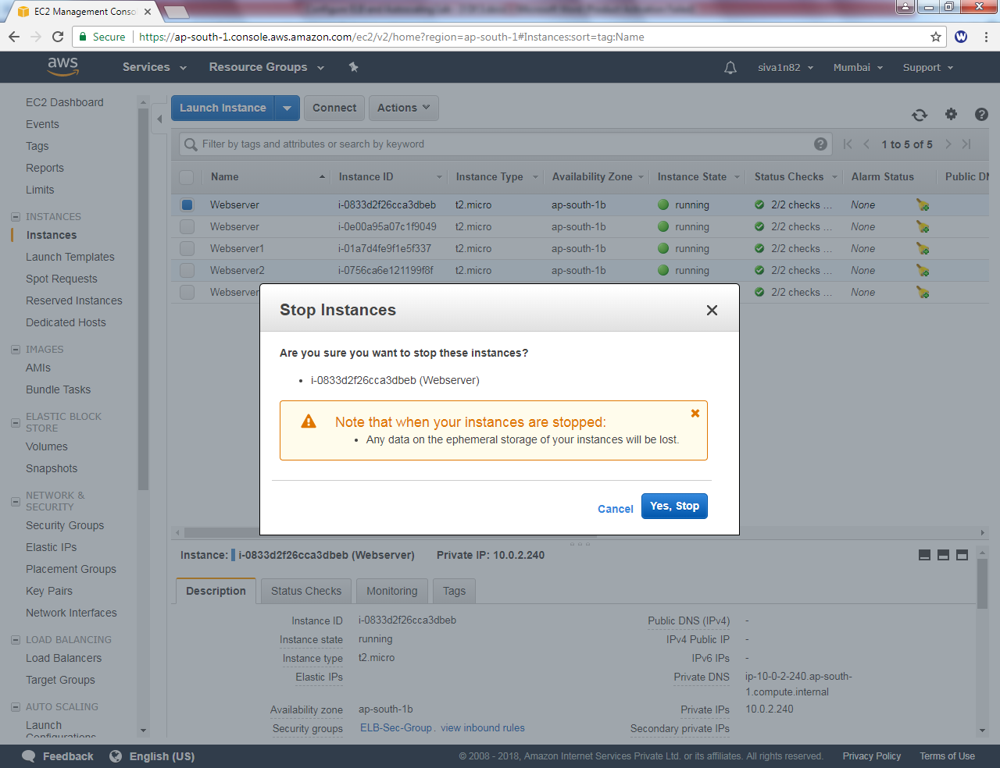 EC2 Management Conso
Secure https://ap-south-1.console.aws.amazon.com/ec2/v2/home?region=ap-south-1#Instances:sort=tag:Name
aws Services Resource Groups siva1n82 Mumbai Support
EC2 Dashboard
Events
Tags
Reports
Limits
INSTANCES
Instances
Launch Templates
Spot Requests
Reserved Instances
Dedicated Hosts
IMAGES
AMIs
Bundle Tasks
ELASTIC BLOCK
STORE
Volumes
Snapshots
NETWORK &
SECURITY
Security Groups
Elastic IPs
Placement Groups
Key Pairs
Network Interfaces
LOAD BALANCING
Load Balancers
Target Groups
AUTO SCALING
Launch
Configurations
Launch Instance Connect Actions
Filter by tags and attributes or search by keyword 1 to 5 of 5
Name Instance ID Instance Type Availability Zone Instance State Status Checks Alarm Status Public DN
Webserver i-0833d2f26cca3dbeb t2.micro ap-south-1b running 2/2 checks ... None
Webserver i-0e00a95a07c1f9049 t2.micro ap-south-1b running 2/2 checks ... None
Webserver1 i-01a7d4fe9f1e5f337 t2.micro ap-south-1b running 2/2 checks ... None
Webserver2 i-0756ca6e121199f8f t2.micro ap-south-1b running 2/2 checks ... None
Webserver 2/2 checks ... None
Stop Instances
Are you sure you want to stop these instances?
• i-0833d2f26cca3dbeb (Webserver)
Note that when your instances are stopped:
• Any data on the ephemeral storage of your instances will be lost.
Cancel Yes, Stop
Instance: i-0833d2f26cca3dbeb (Webserver) Private IP: 10.0.2.240
Description Status Checks Monitoring Tags
Instance ID i-0833d2f26cca3dbeb Public DNS (IPv4) -
Instance state running IPv4 Public IP -
Instance type t2.micro IPv6 IPs -
Elastic IPs Private DNS ip-10-0-2-240.ap-south-
1.compute.internal
Availability zone ap-south-1b Private IPs 10.0.2.240
Security groups ELB-Sec-Group. view inbound rules Secondary private IPs
Feedback English (US) © 2008 - 2018, Amazon Internet Services Private Ltd. or its affiliates. All rights reserved. Privacy Policy Terms of Use